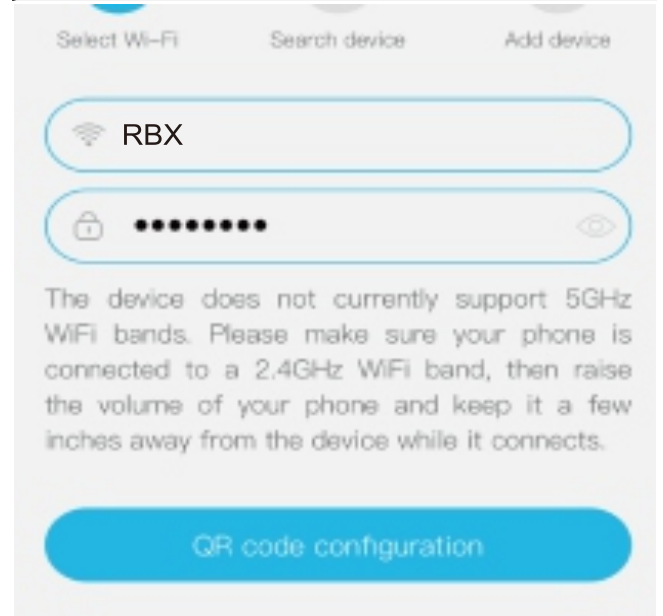 Select Wi-Fi Search device Add device
RBX
••••••••
The device does not currently support 5GHz
WiFi bands. Please make sure your phone is
connected to a 2.4GHz WiFi band, then raise
the volume of your phone and keep it a few
inches away from the device while it connects.
QR code configuration